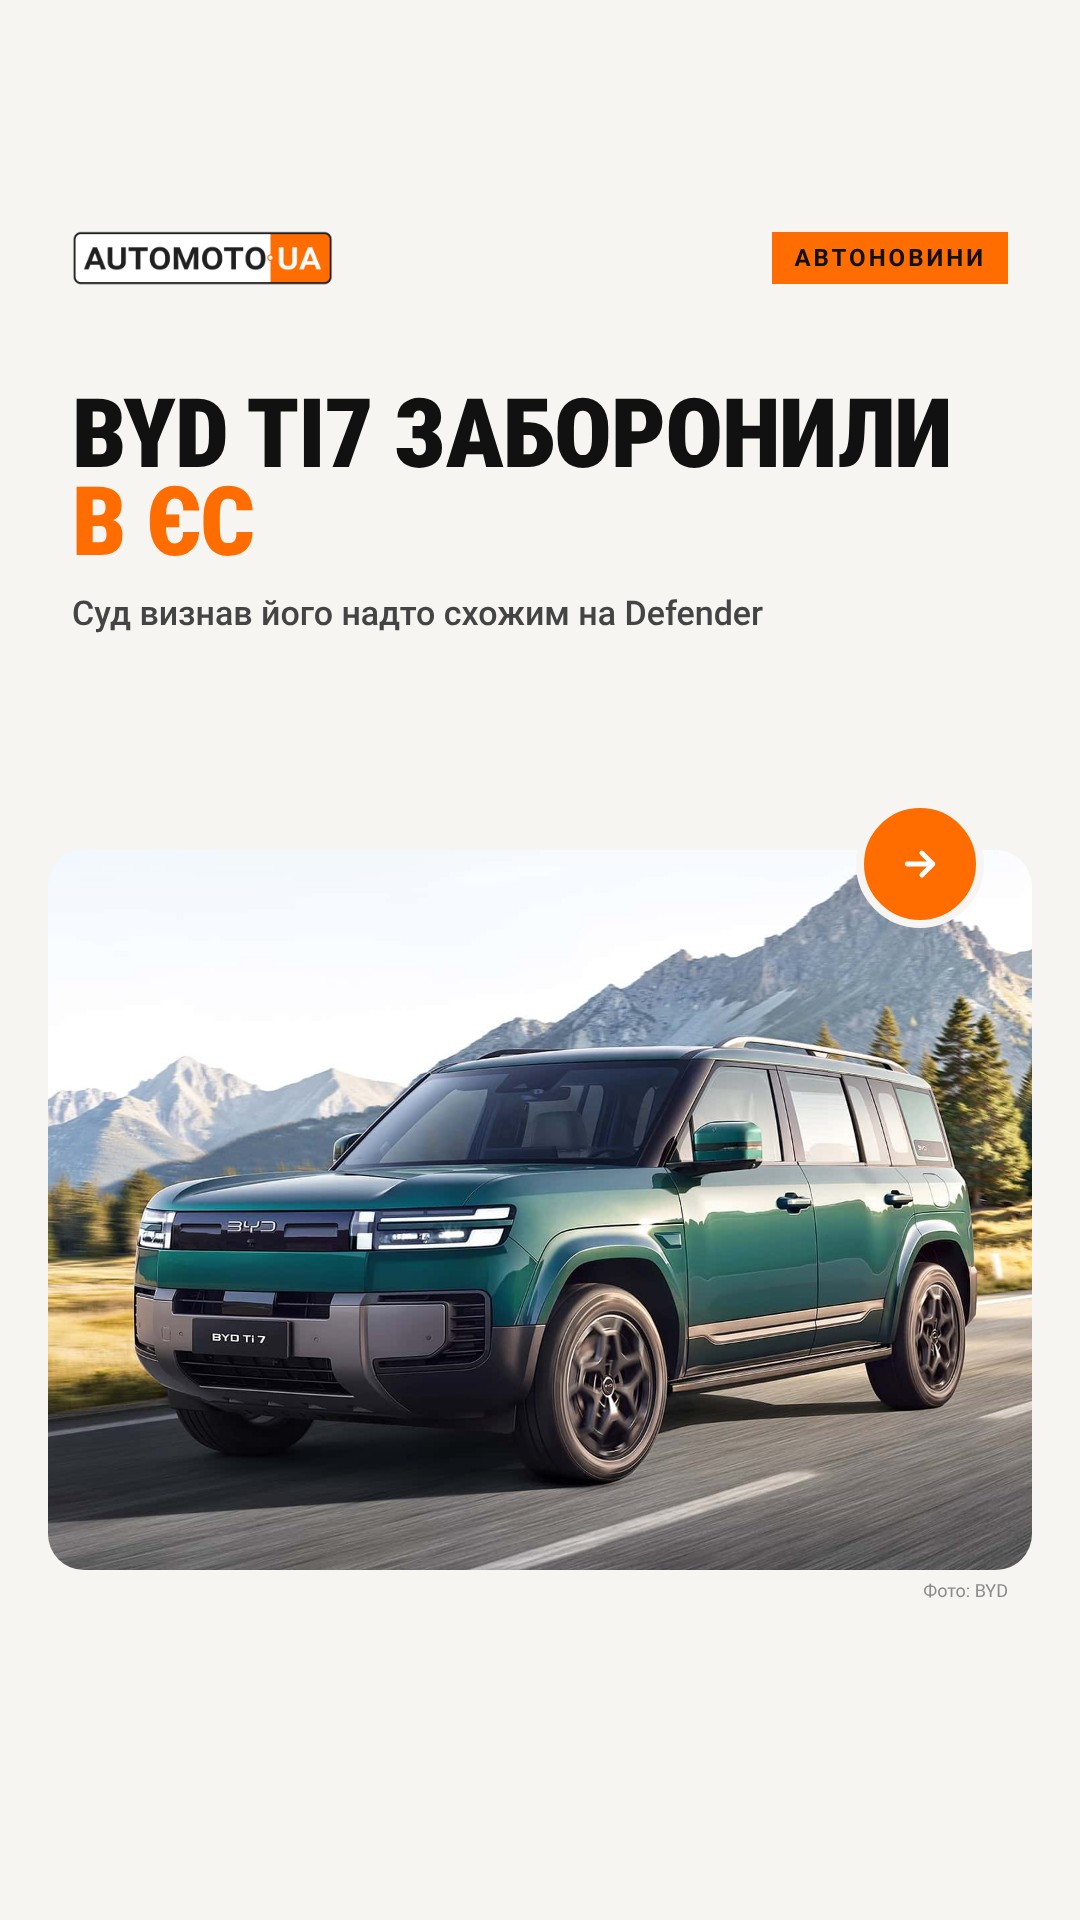 AUTOMOTO UA
АВТОНОВИНИ
BYD TI7 ЗАБОРОНИЛИ
В ЄС
Суд визнав його надто схожим на Defender
BYD
BYD Ti 7
Фото: BYD